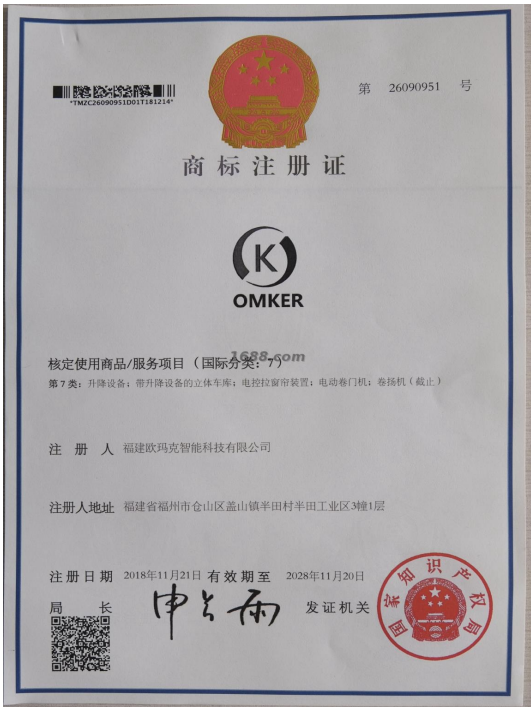 第 26090951 号
*TMZC26090951D01T181214*
商标注册证
K
OMKER
1688.com
核定使用商品/服务项目（国际分类：7）
第7类：升降设备；带升降设备的立体车库；电控拉窗帘装置；电动卷门机；卷扬机（截止）
注册人 福建欧玛克智能科技有限公司
注册人地址 福建省福州市仓山区盖山镇半田村半田工业区3幢1层
注册日期 2018年11月21日 有效期至 2028年11月20日
局长 申长雨 发证机关
国家知识产权局